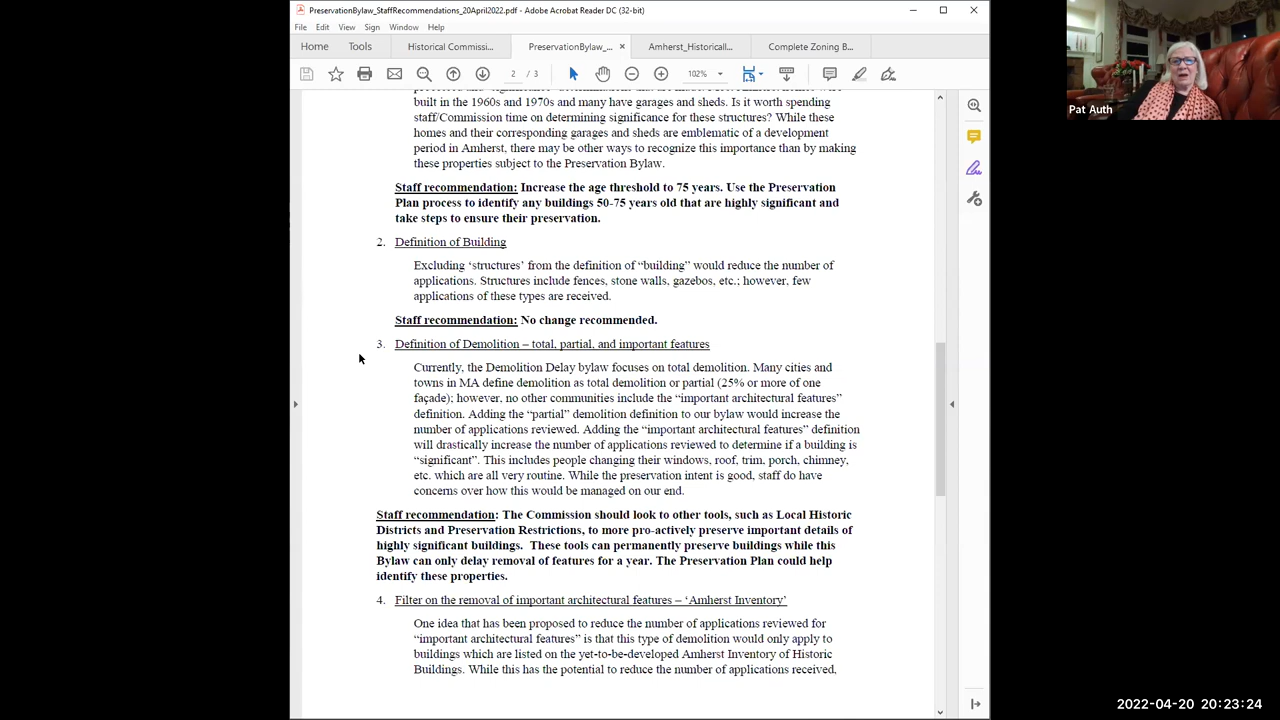 PreservationBylaw_StaffRecommendations_20April2022.pdf - Adobe Acrobat Reader DC (32-bit)
File Edit View Sign Window Help
Home Tools Historical Commissi... PreservationBylaw_... × Amherst_Historicall... Complete Zoning B...
2 / 3 102%
built in the 1960s and 1970s and many have garages and sheds. Is it worth spending
staff/Commission time on determining significance for these structures? While these
homes and their corresponding garages and sheds are emblematic of a development
period in Amherst, there may be other ways to recognize this importance than by making
these properties subject to the Preservation Bylaw.
Staff recommendation: Increase the age threshold to 75 years. Use the Preservation
Plan process to identify any buildings 50-75 years old that are highly significant and
take steps to ensure their preservation.
2. Definition of Building
Excluding ‘structures’ from the definition of “building” would reduce the number of
applications. Structures include fences, stone walls, gazebos, etc.; however, few
applications of these types are received.
Staff recommendation: No change recommended.
3. Definition of Demolition – total, partial, and important features
Currently, the Demolition Delay bylaw focuses on total demolition. Many cities and
towns in MA define demolition as total demolition or partial (25% or more of one
façade); however, no other communities include the “important architectural features”
definition. Adding the “partial” demolition definition to our bylaw would increase the
number of applications reviewed. Adding the “important architectural features” definition
will drastically increase the number of applications reviewed to determine if a building is
“significant”. This includes people changing their windows, roof, trim, porch, chimney,
etc. which are all very routine. While the preservation intent is good, staff do have
concerns over how this would be managed on our end.
Staff recommendation: The Commission should look to other tools, such as Local Historic
Districts and Preservation Restrictions, to more pro-actively preserve important details of
highly significant buildings. These tools can permanently preserve buildings while this
Bylaw can only delay removal of features for a year. The Preservation Plan could help
identify these properties.
4. Filter on the removal of important architectural features – ‘Amherst Inventory’
One idea that has been proposed to reduce the number of applications reviewed for
“important architectural features” is that this type of demolition would only apply to
buildings which are listed on the yet-to-be-developed Amherst Inventory of Historic
Buildings. While this has the potential to reduce the number of applications received,
Pat Auth
2022-04-20 20:23:24